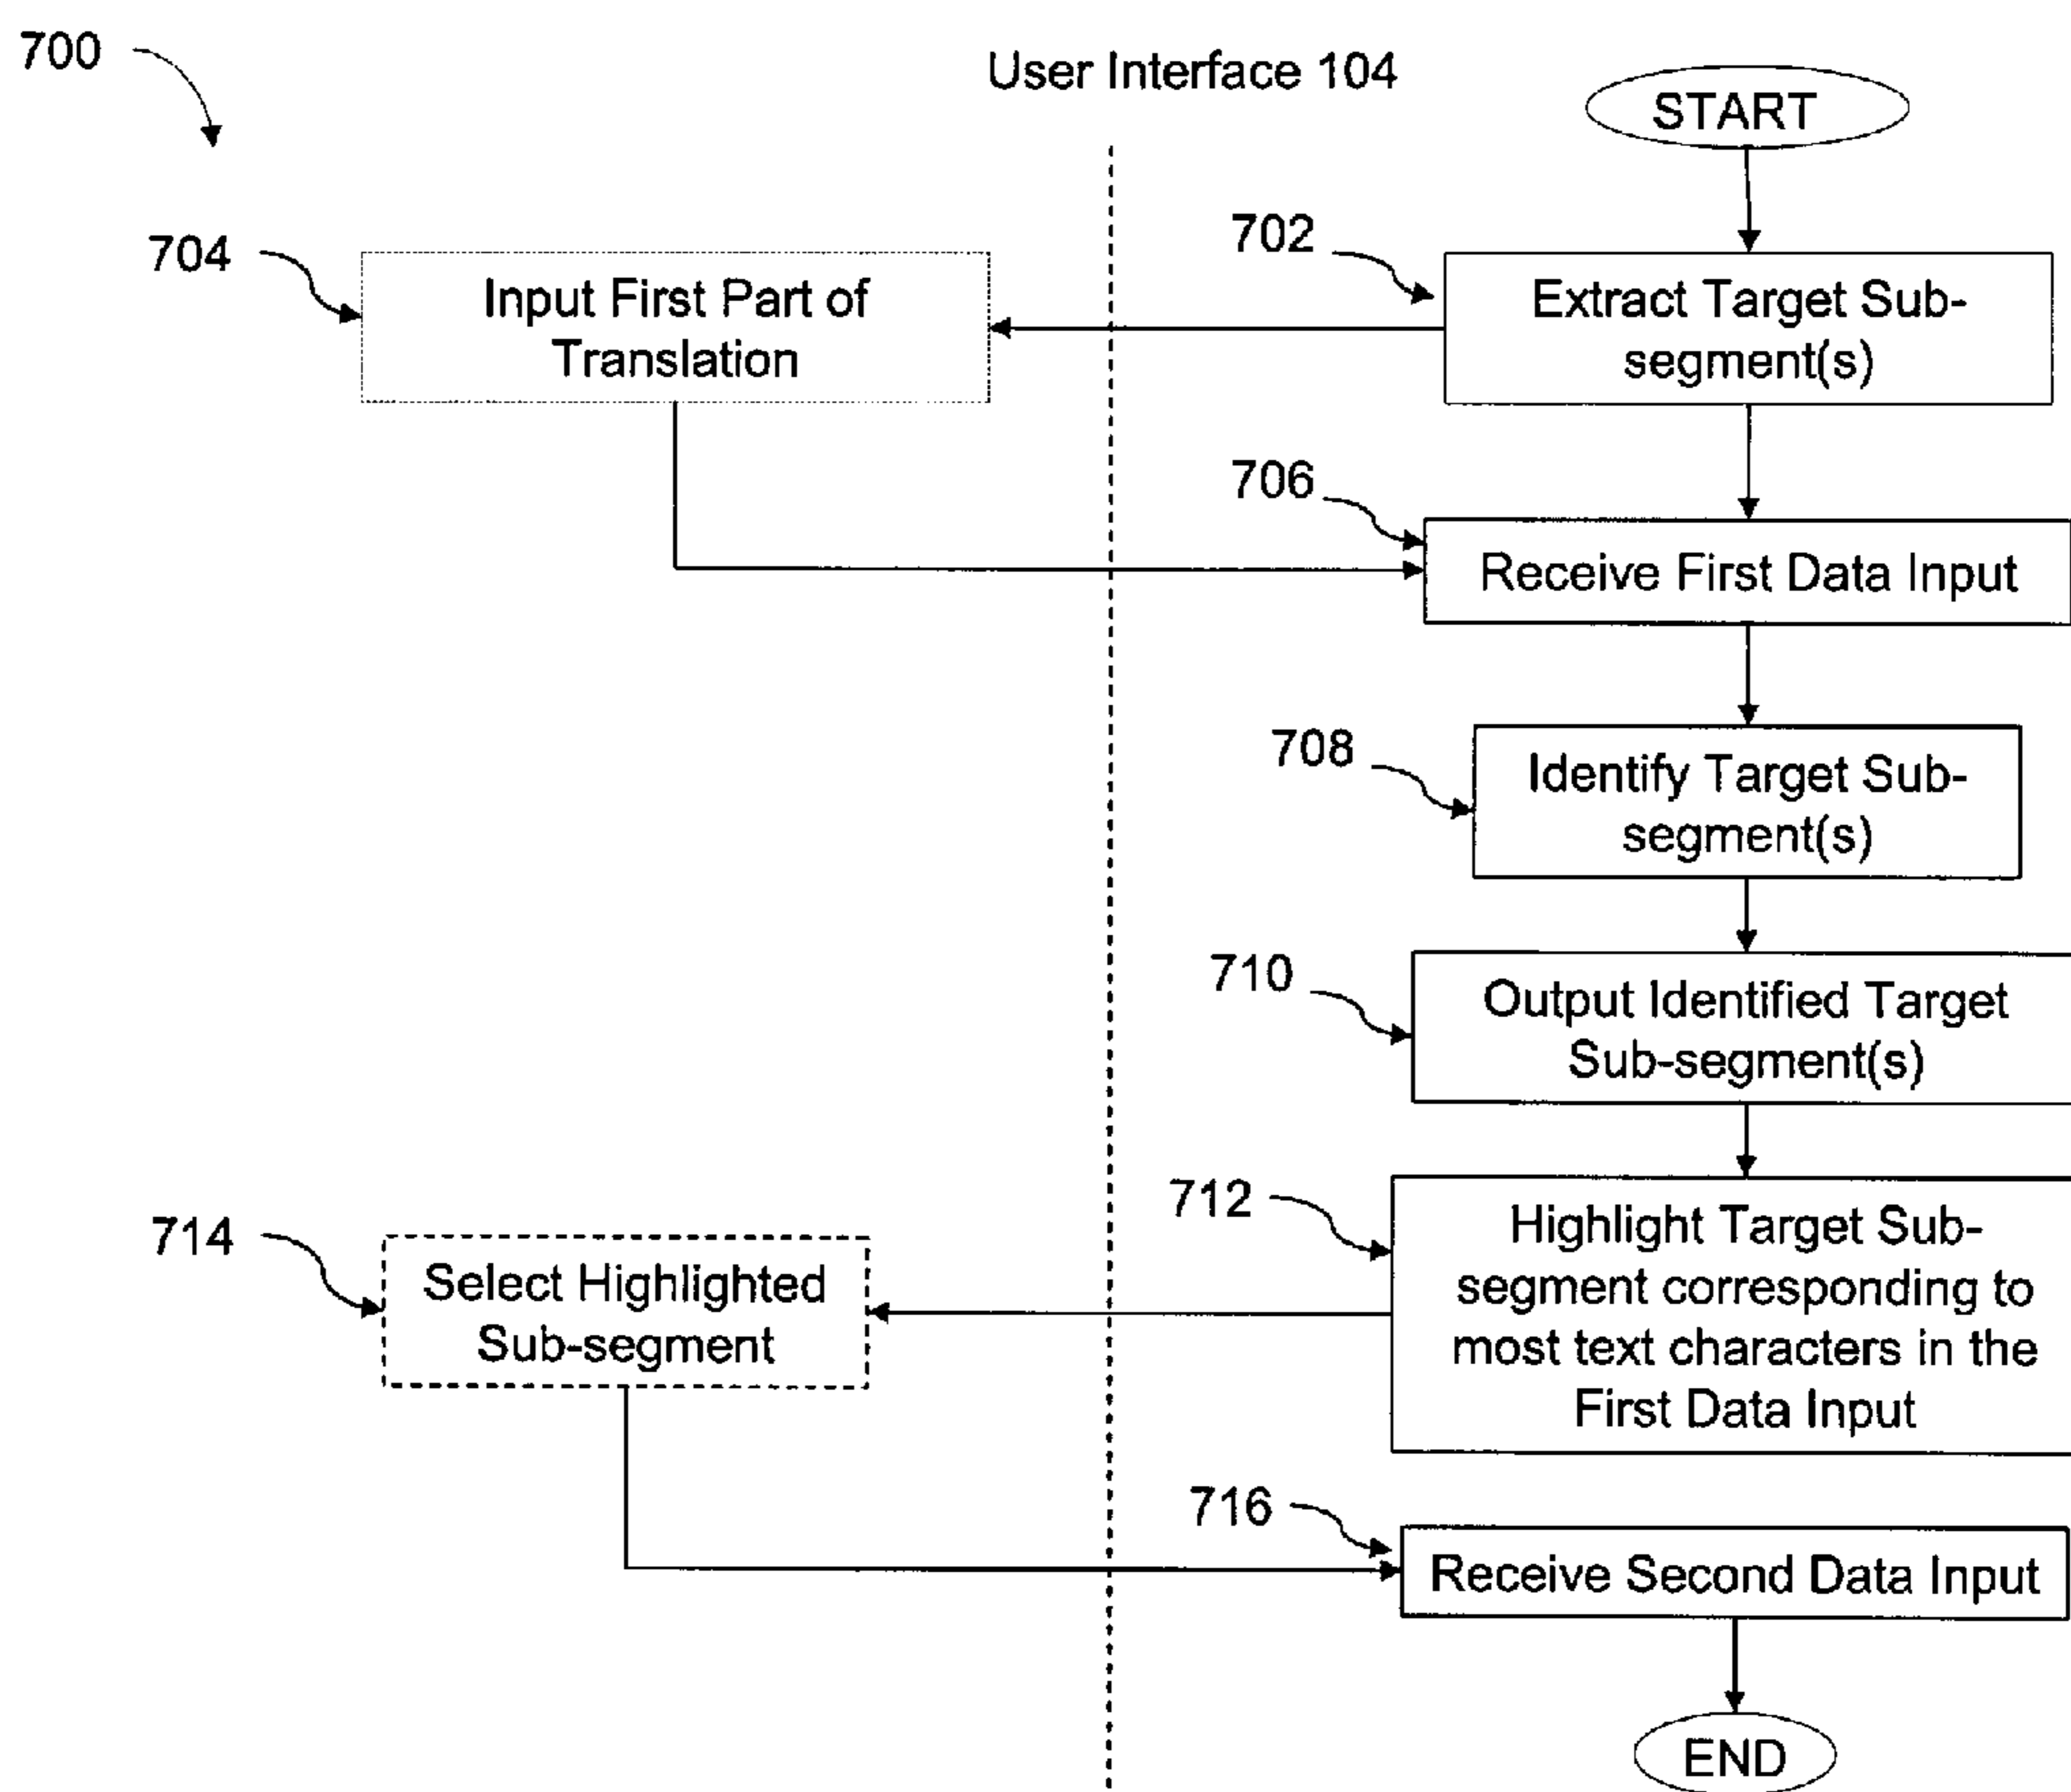 700
User Interface 104
START
702
Extract Target Sub-
segment(s)
704
Input First Part of
Translation
706
Receive First Data Input
708
Identify Target Sub-
segment(s)
710
Output Identified Target
Sub-segment(s)
712
Highlight Target Sub-
segment corresponding to
most text characters in the
First Data Input
714
Select Highlighted
Sub-segment
716
Receive Second Data Input
END